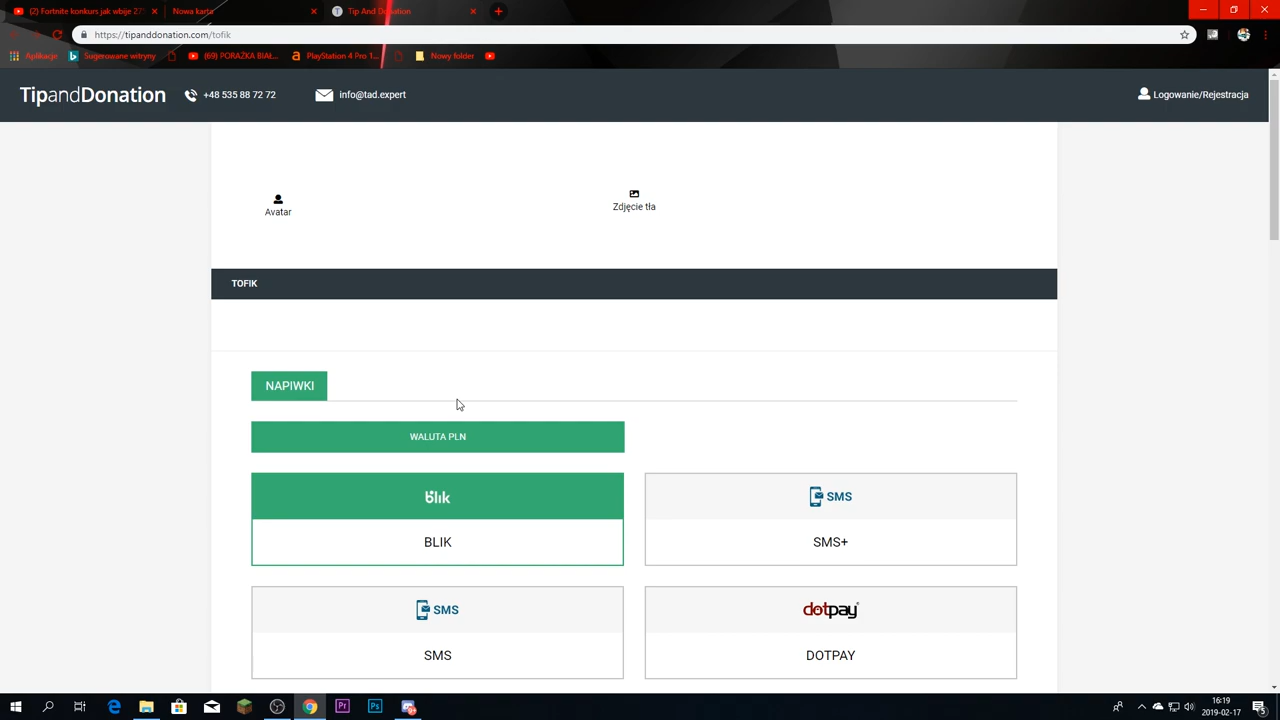 (2) Fortnite konkurs jak wbije 27
Nowa karta
Tip And Donation
https://tipanddonation.com/tofik
Aplikacje
Sugerowane witryny
(69) PORAŻKA BIAŁ...
PlayStation 4 Pro 1...
Nowy folder
TipandDonation
+48 535 88 72 72
info@tad.expert
Logowanie/Rejestracja
Avatar
Zdjęcie tła
TOFIK
NAPIWKI
WALUTA PLN
blik
SMS
BLIK
SMS+
SMS
dotpay
SMS
DOTPAY
16:19
2019-02-17